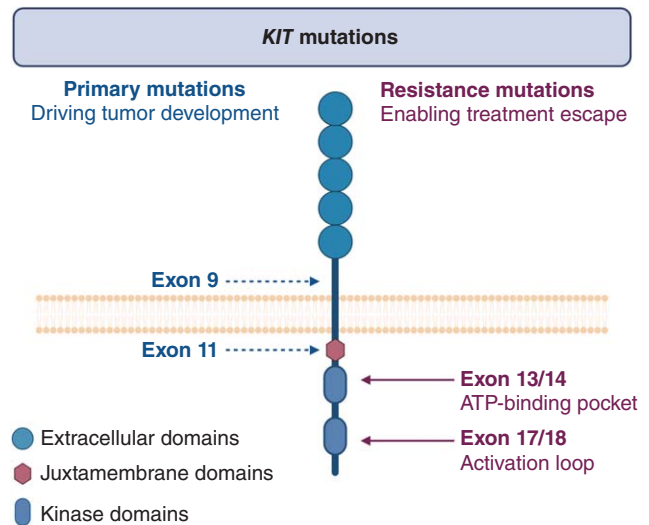 KIT mutations
Primary mutations
Driving tumor development
Resistance mutations
Enabling treatment escape
Exon 9
Exon 11
Exon 13/14
ATP-binding pocket
Exon 17/18
Activation loop
Extracellular domains
Juxtamembrane domains
Kinase domains